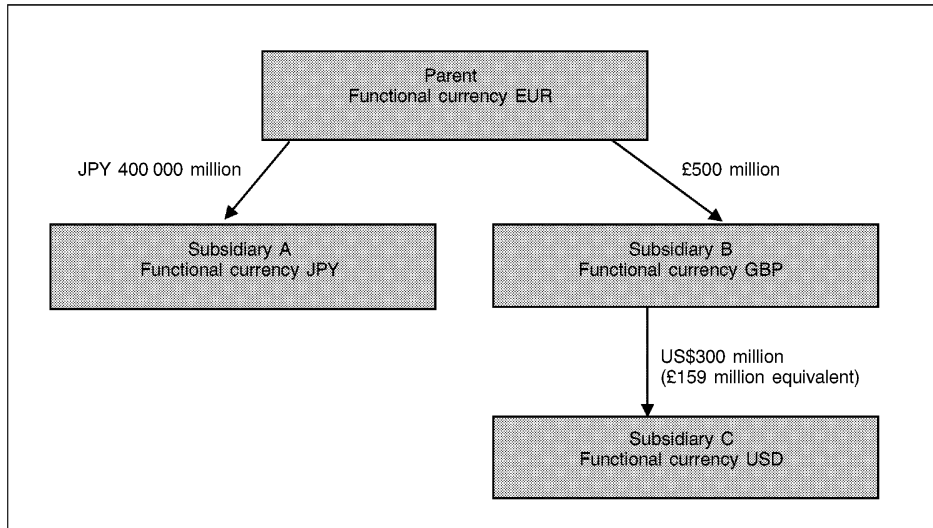 Parent
Functional currency EUR
JPY 400 000 million
£500 million
Subsidiary A
Functional currency JPY
Subsidiary B
Functional currency GBP
US$300 million
(£159 million equivalent)
Subsidiary C
Functional currency USD